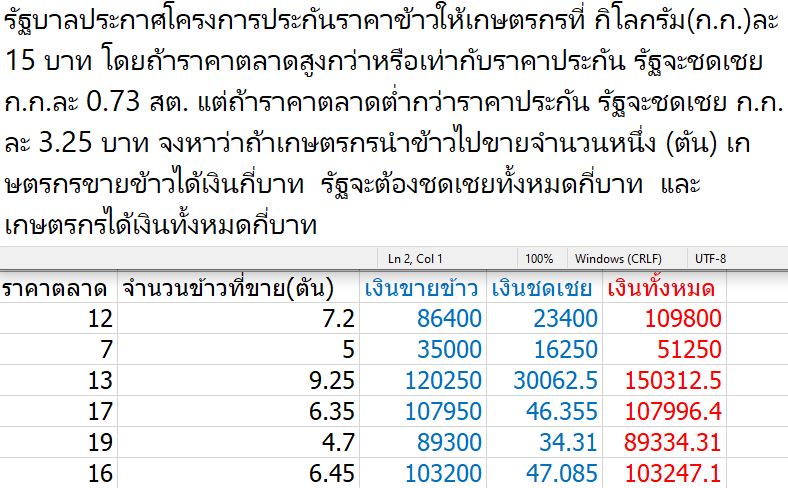 รัฐบาลประกาศโครงการประกันราคาข้าวให้เกษตรกรที่ กิโลกรัม(ก.ก.)ละ
15 บาท โดยถ้าราคาตลาดสูงกว่าหรือเท่ากับราคาประกัน รัฐจะชดเชย
ก.ก.ละ 0.73 สต. แต่ถ้าราคาตลาดต่ำกว่าราคาประกัน รัฐจะชดเชย ก.ก.
ละ 3.25 บาท จงหาว่าถ้าเกษตรกรนำข้าวไปขายจำนวนหนึ่ง (ตัน) เก
ษตรกรขายข้าวได้เงินกี่บาท  รัฐจะต้องชดเชยทั้งหมดกี่บาท  และ
เกษตรกรได้เงินทั้งหมดกี่บาท
Ln 2, Col 1 100% Windows (CRLF) UTF-8
ราคาตลาด จำนวนข้าวที่ขาย(ตัน) เงินขายข้าว เงินชดเชย เงินทั้งหมด
12 7.2 86400 23400 109800
7 5 35000 16250 51250
13 9.25 120250 30062.5 150312.5
17 6.35 107950 46.355 107996.4
19 4.7 89300 34.31 89334.31
16 6.45 103200 47.085 103247.1